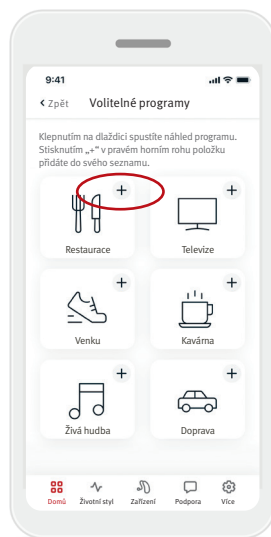 9:41
Zpět Volitelné programy
Klepnutím na dlaždici spustíte náhled programu.
Stisknutím „+“ v pravém horním rohu položku
přidáte do svého seznamu.
+ +
Restaurace Televize
+ +
Venku Kavárna
+ +
Živá hudba Doprava
Domů Životní styl Zařízení Podpora Více